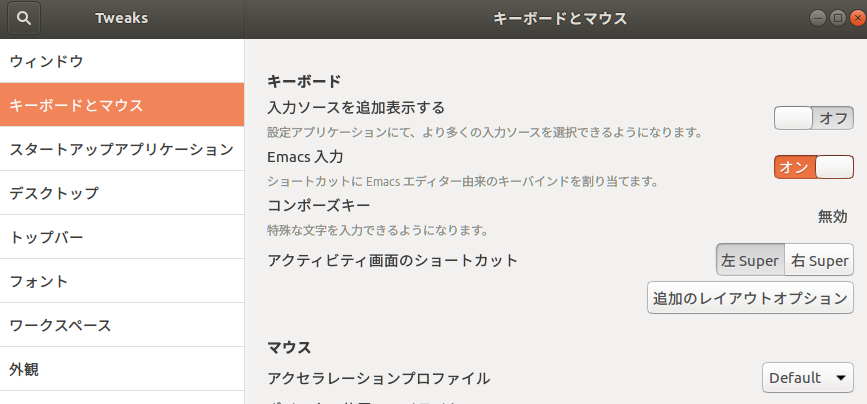 Tweaks
キーボードとマウス
ウィンドウ
キーボードとマウス
スタートアップアプリケーション
デスクトップ
トップバー
フォント
ワークスペース
外観
キーボード
入力ソースを追加表示する
オフ
設定アプリケーションにて、より多くの入力ソースを選択できるようになります。
Emacs 入力
オン
ショートカットに Emacs エディター由来のキーバインドを割り当てます。
コンポーズキー
無効
特殊な文字を入力できるようになります。
アクティビティ画面のショートカット
左 Super 右 Super
追加のレイアウトオプション
マウス
アクセラレーションプロファイル
Default